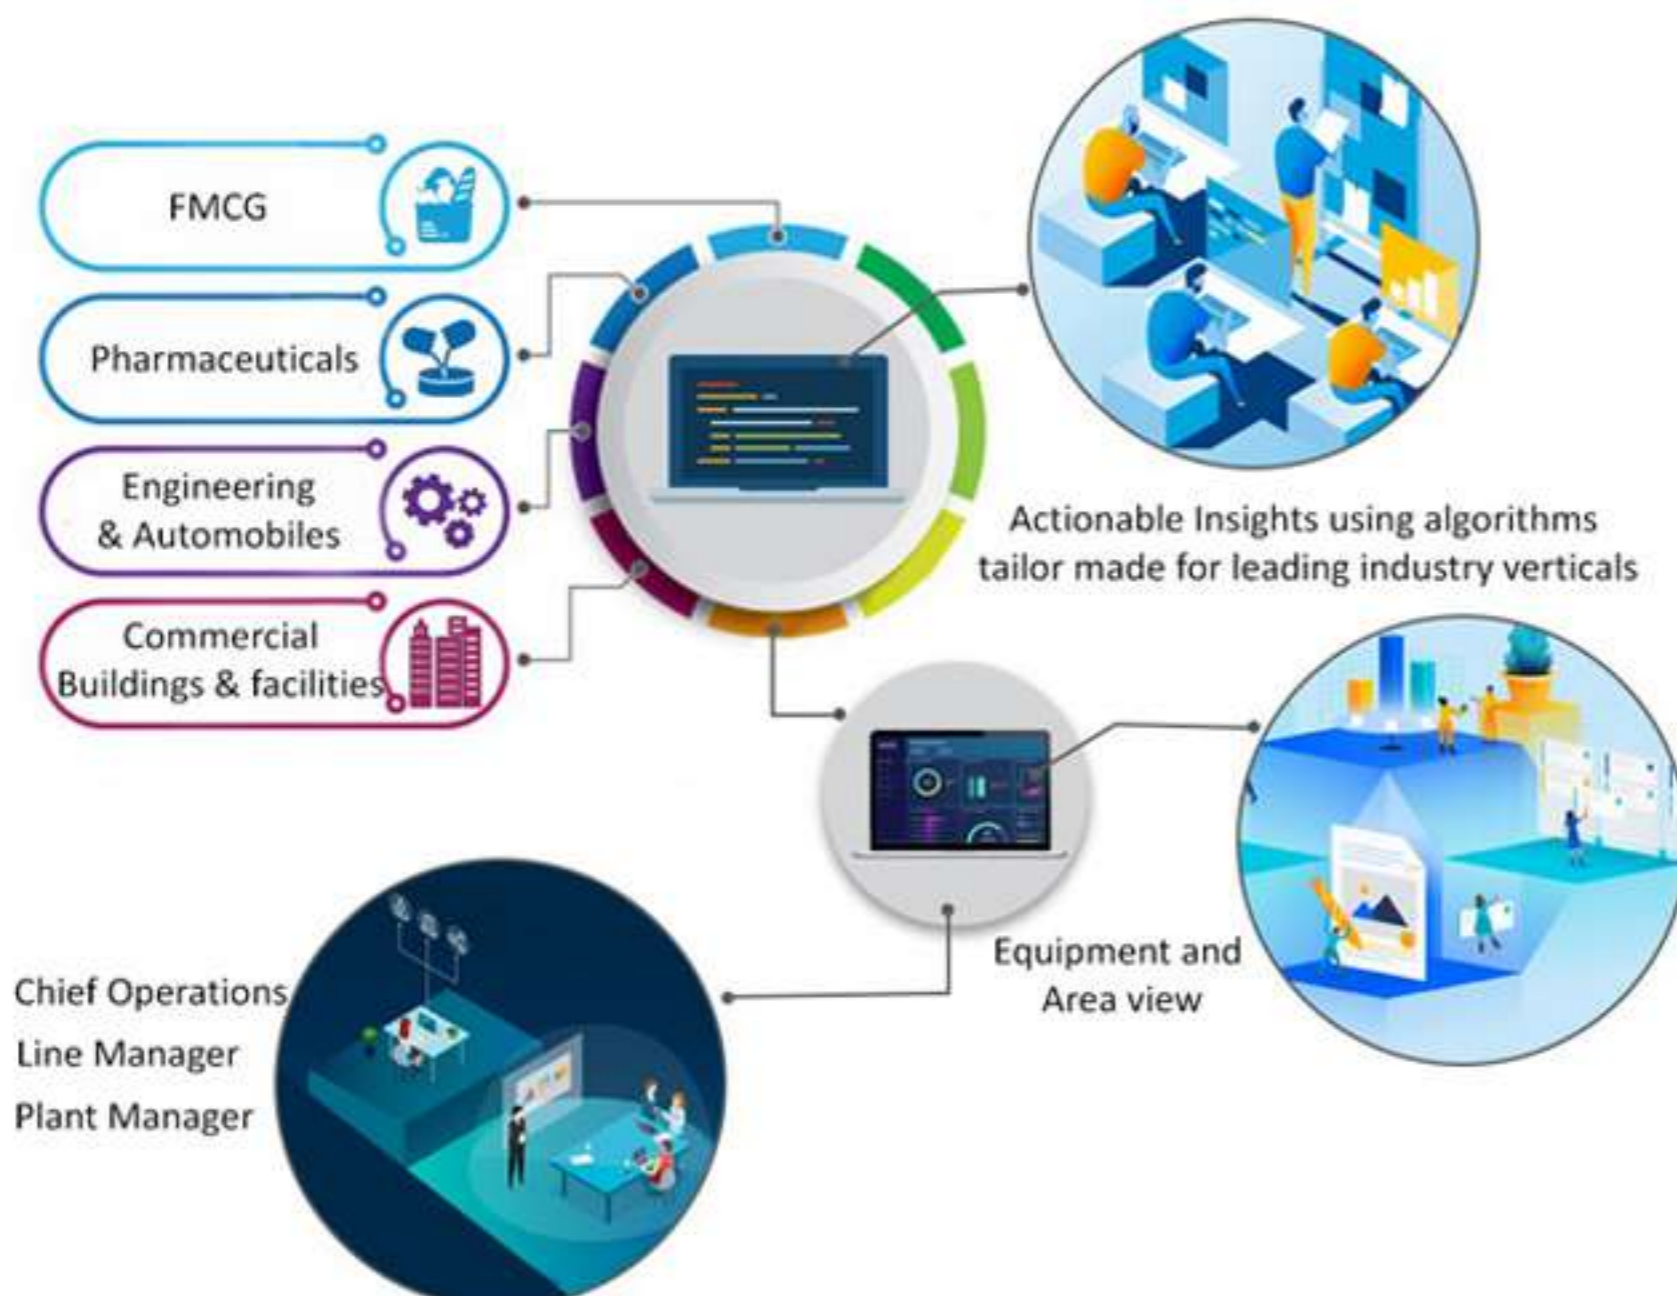 FMCG
Pharmaceuticals
Engineering
& Automobiles
Commercial
Buildings & facilities
Actionable Insights using algorithms
tailor made for leading industry verticals
Equipment and
Area view
Chief Operations
Line Manager
Plant Manager